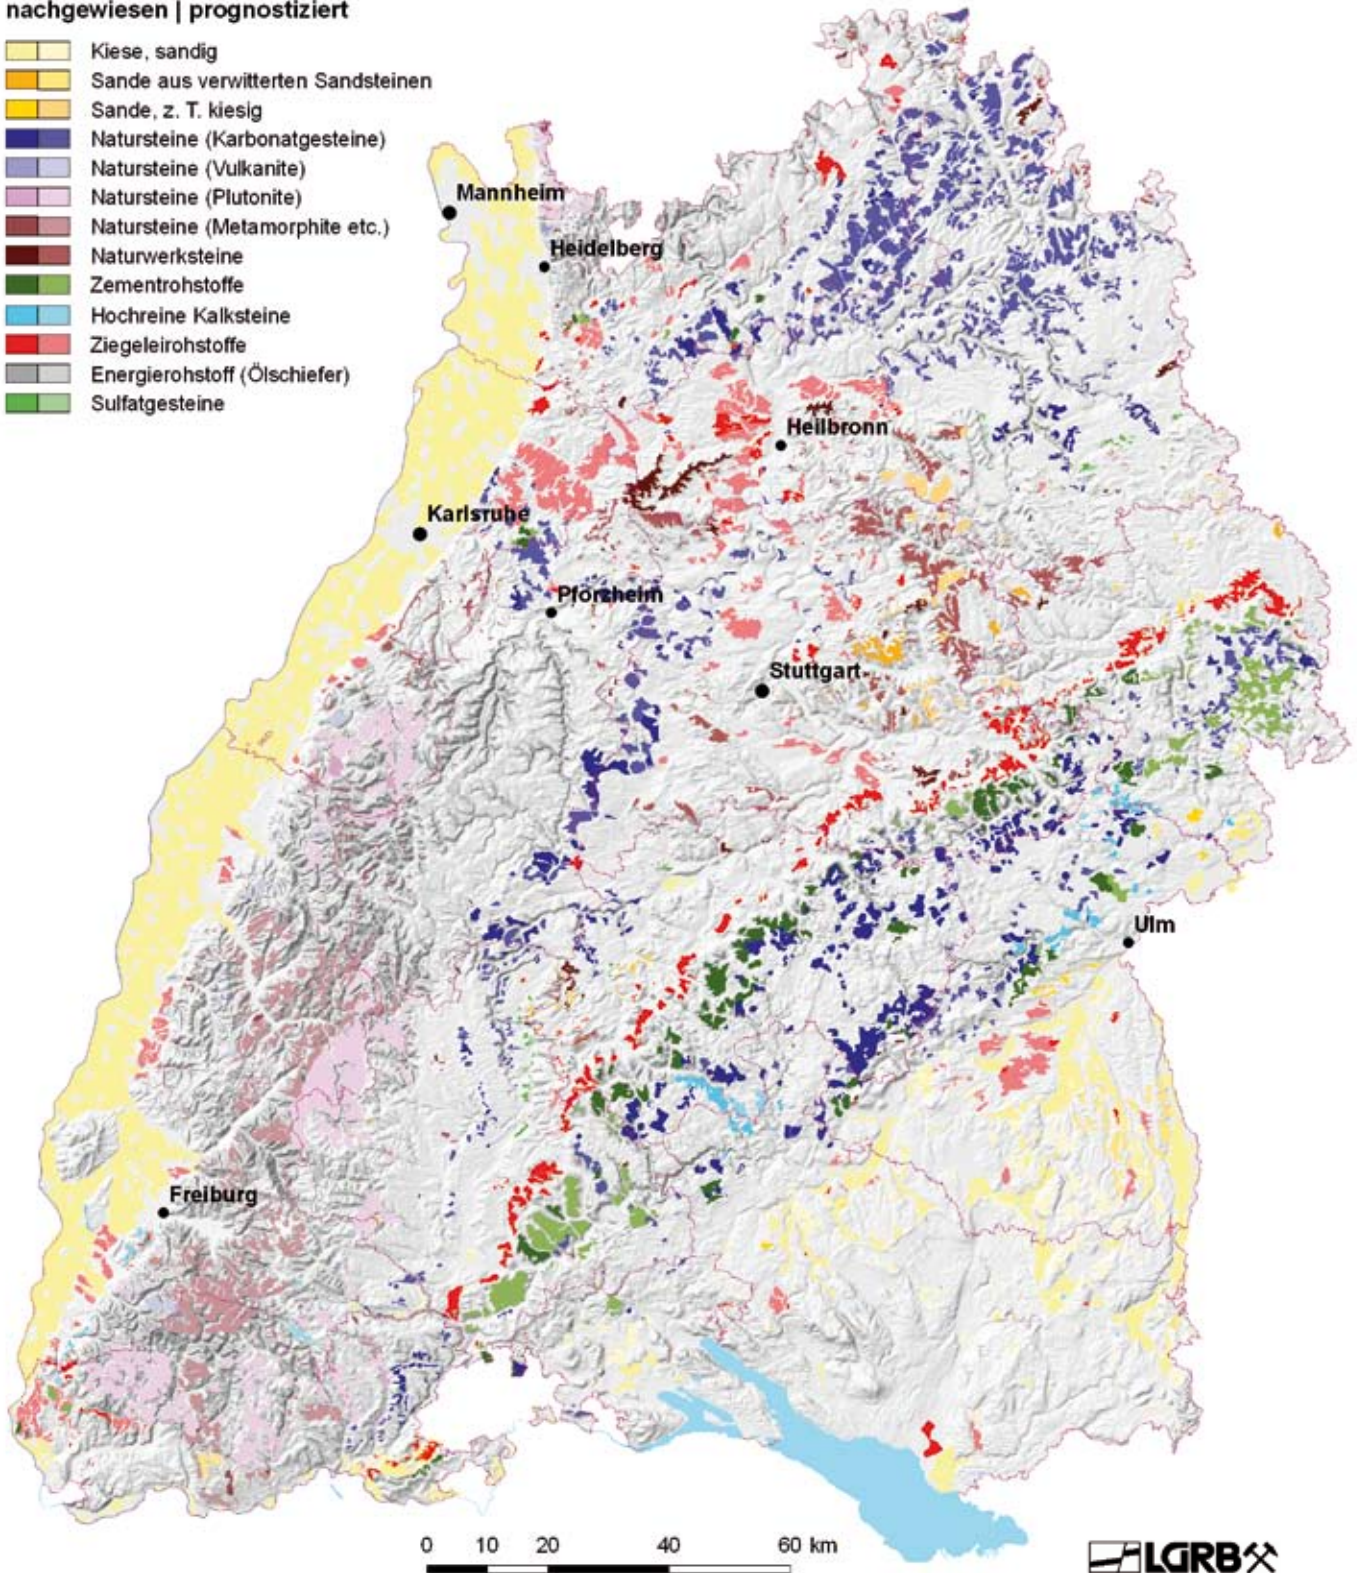 nachgewiesen | prognostiziert
Kiese, sandig
Sande aus verwitterten Sandsteinen
Sande, z. T. kiesig
Natursteine (Karbonatgesteine)
Natursteine (Vulkanite)
Natursteine (Plutonite)
Natursteine (Metamorphite etc.)
Naturwerksteine
Zementrohstoffe
Hochreine Kalksteine
Ziegeleirohstoffe
Energierohstoff (Ölschiefer)
Sulfatgesteine
Mannheim
Heidelberg
Heilbronn
Karlsruhe
Pforzheim
Stuttgart
Ulm
Freiburg
0 10 20 40 60 km
LGRB